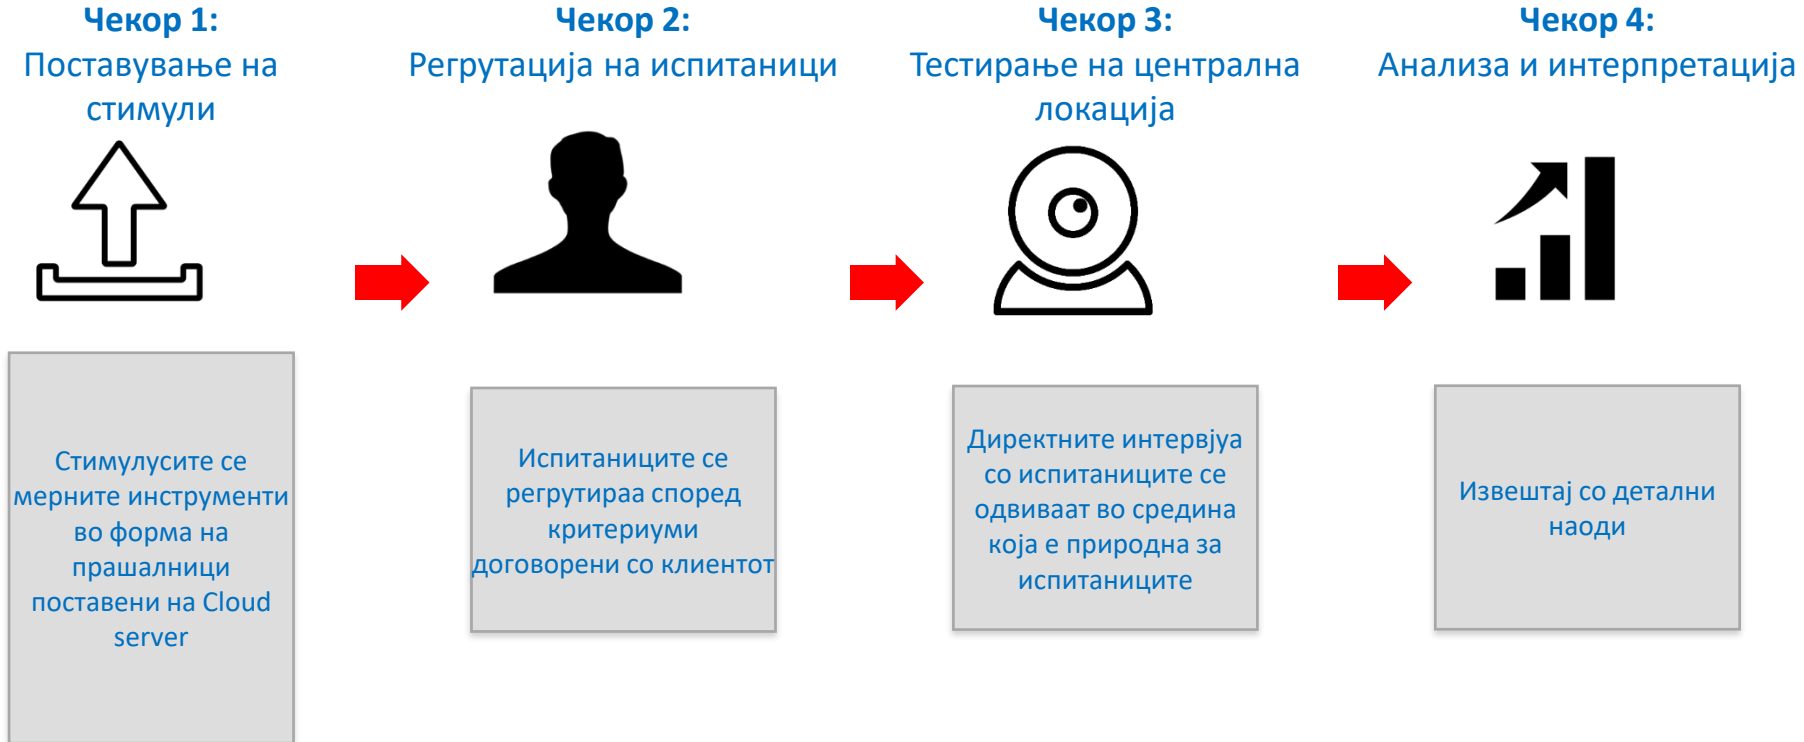 Чекор 1:
Поставување на
стимули
Чекор 2:
Регрутација на испитаници
Чекор 3:
Тестирање на централна
локација
Чекор 4:
Анализа и интерпретација
Стимулусите се
мерните инструменти
во форма на
прашалници
поставени на Cloud
server
Испитаниците се
регрутираа според
критериуми
договорени со клиентот
Директните интервјуа
со испитаниците се
одвиваат во средина
која е природна за
испитаниците
Извештај со детални
наоди